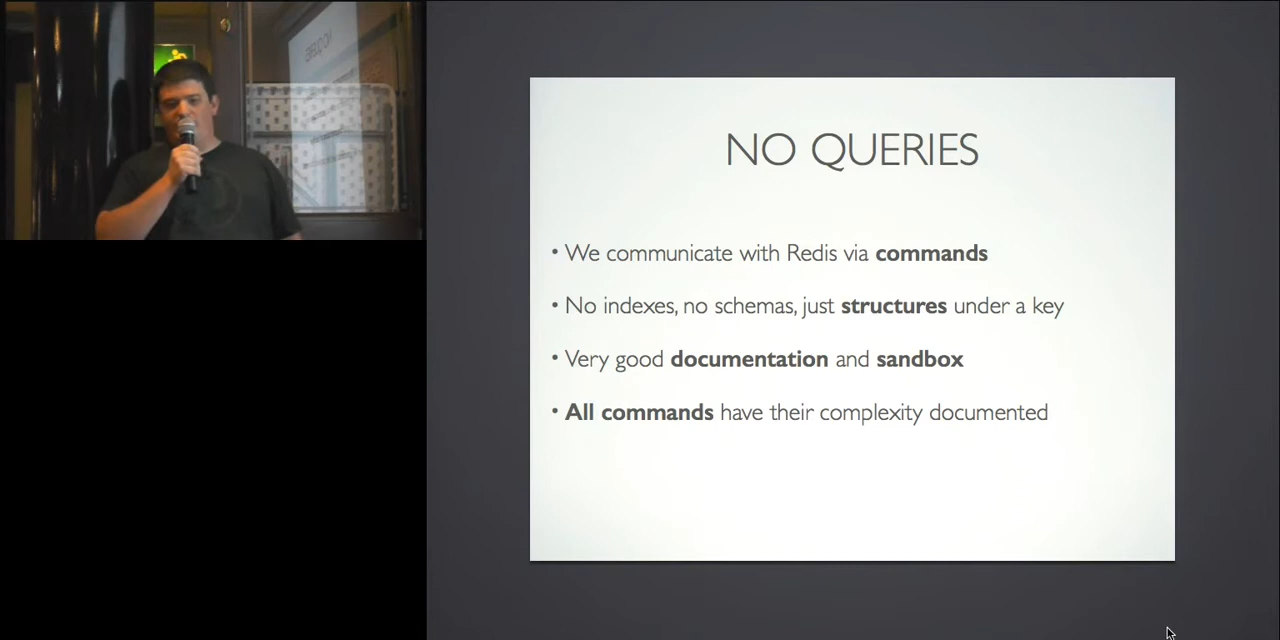 NO QUERIES
• We communicate with Redis via commands
• No indexes, no schemas, just structures under a key
• Very good documentation and sandbox
• All commands have their complexity documented